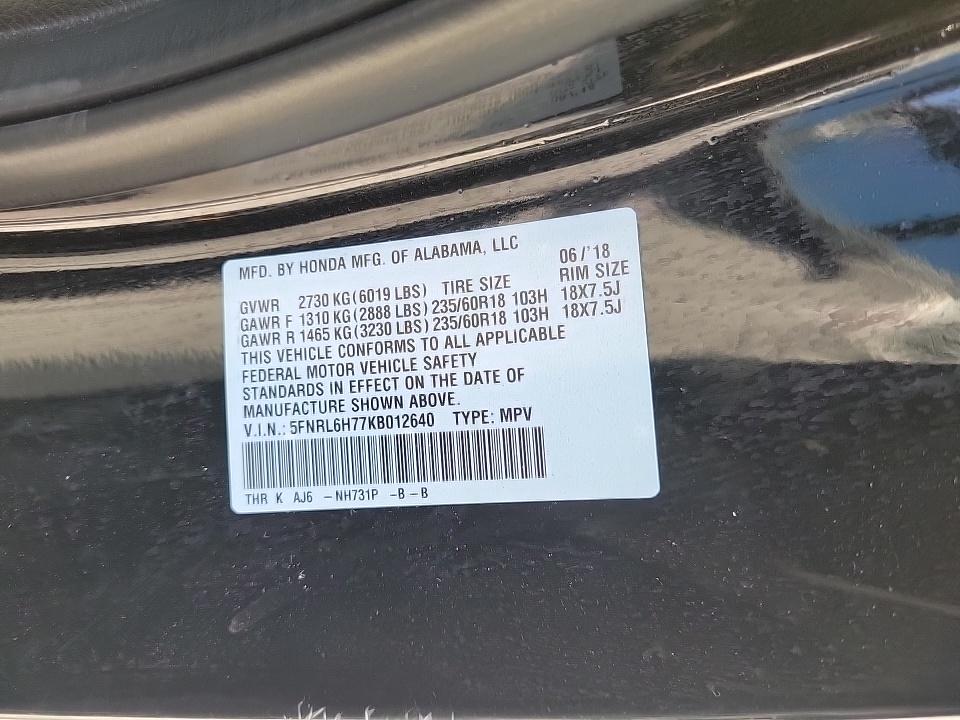 MFD. BY HONDA MFG. OF ALABAMA, LLC 06/'18
GVWR 2730 KG(6019 LBS) TIRE SIZE RIM SIZE
GAWR F 1310 KG(2888 LBS)235/60R18 103H 18X7.5J
GAWR R 1465 KG(3230 LBS)235/60R18 103H 18X7.5J
THIS VEHICLE CONFORMS TO ALL APPLICABLE
FEDERAL MOTOR VEHICLE SAFETY
STANDARDS IN EFFECT ON THE DATE OF
MANUFACTURE SHOWN ABOVE.
V.I.N.: 5FNRL6H77KB012640 TYPE: MPV
THR K AJ6 -NH731P -B-B